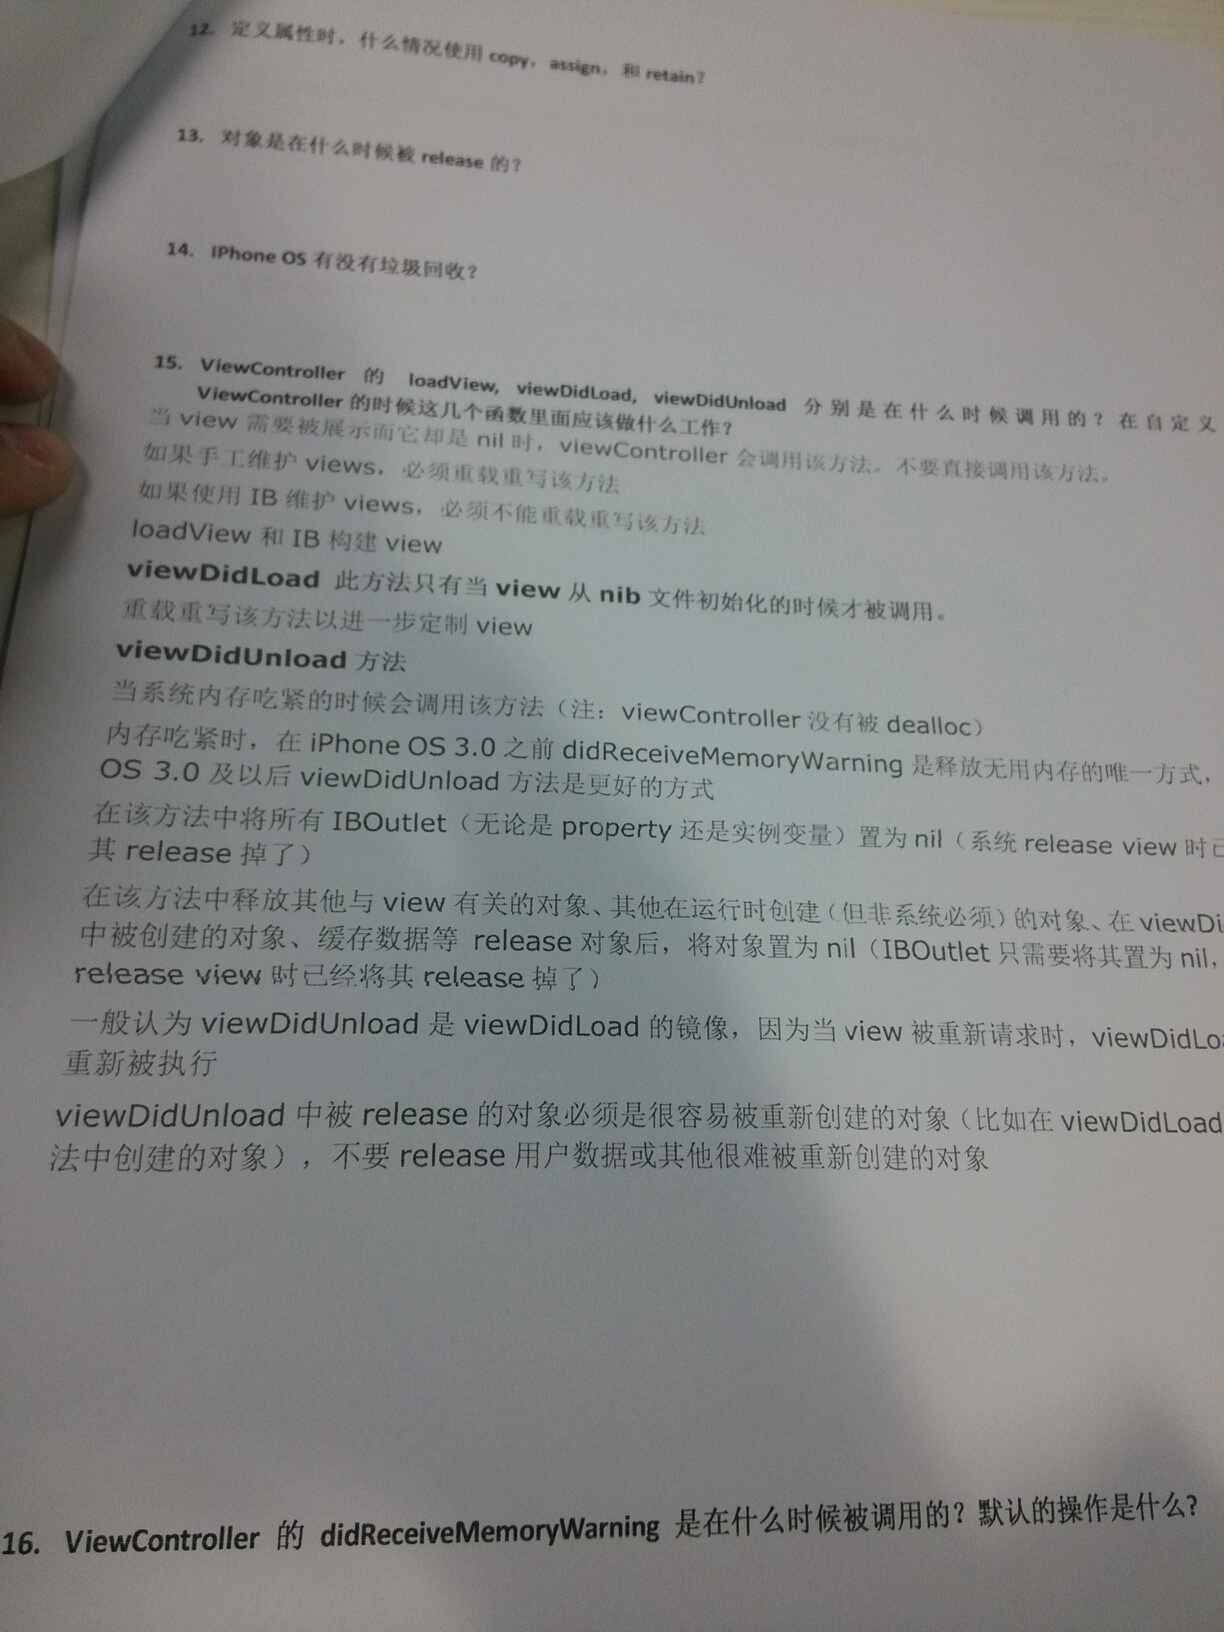 12. 定义属性时，什么情况使用 copy，assign，和 retain？
13. 对象是在什么时候被 release 的？
14. iPhone OS 有没有垃圾回收？
15. ViewController 的 loadView, viewDidLoad, viewDidUnload 分别是在什么时候调用的？在自定义
ViewController 的时候这几个函数里面应该做什么工作？
当 view 需要被展示而它却是 nil 时，viewController 会调用该方法。不要直接调用该方法。
如果手工维护 views，必须重载重写该方法
如果使用 IB 维护 views，必须不能重载重写该方法
loadView 和 IB 构建 view
viewDidLoad 此方法只有当 view 从 nib 文件初始化的时候才被调用。
重载重写该方法以进一步定制 view
viewDidUnload 方法
当系统内存吃紧的时候会调用该方法（注：viewController 没有被 dealloc）
内存吃紧时，在 iPhone OS 3.0 之前 didReceiveMemoryWarning 是释放无用内存的唯一方式，
OS 3.0 及以后 viewDidUnload 方法是更好的方式
在该方法中将所有 IBOutlet（无论是 property 还是实例变量）置为 nil（系统 release view 时已
其 release 掉了）
在该方法中释放其他与 view 有关的对象、其他在运行时创建（但非系统必须）的对象、在 viewDi
中被创建的对象、缓存数据等 release 对象后，将对象置为 nil（IBOutlet 只需要将其置为 nil，
release view 时已经将其 release 掉了）
一般认为 viewDidUnload 是 viewDidLoad 的镜像，因为当 view 被重新请求时，viewDidLo
重新被执行
viewDidUnload 中被 release 的对象必须是很容易被重新创建的对象（比如在 viewDidLoad
法中创建的对象），不要 release 用户数据或其他很难被重新创建的对象
16. ViewController 的 didReceiveMemoryWarning 是在什么时候被调用的？默认的操作是什么?